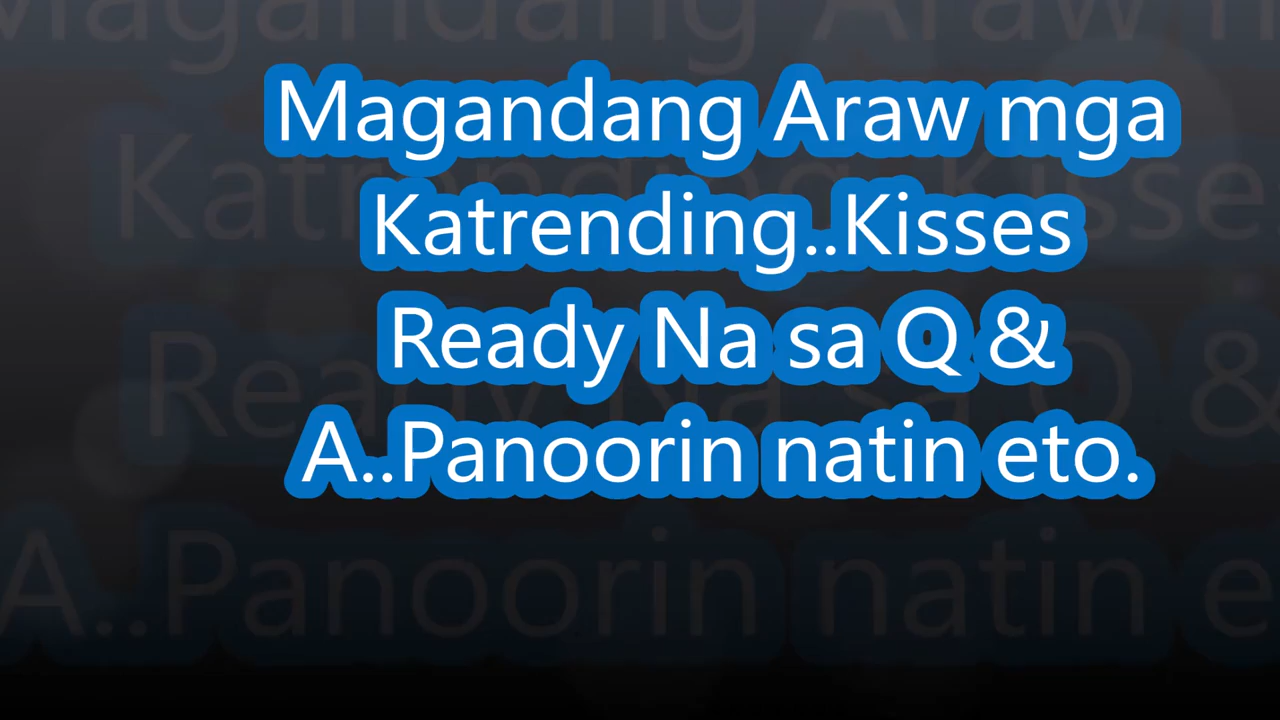 Magandang Araw mga
Katrending..Kisses
Ready Na sa Q &
A..Panoorin natin eto.